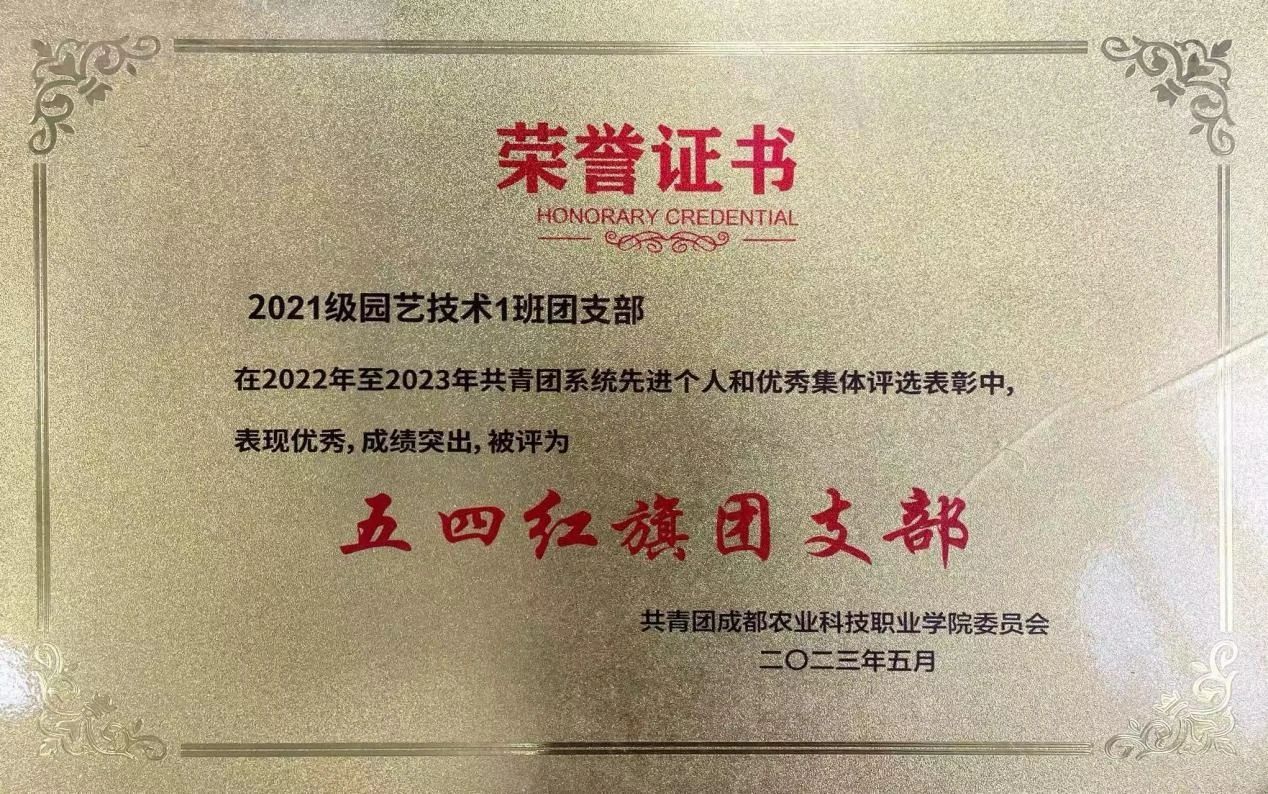 荣誉证书
HONORARY CREDENTIAL
2021级园艺技术1班团支部
在2022年至2023年共青团系统先进个人和优秀集体评选表彰中,
表现优秀,成绩突出,被评为
五四红旗团支部
共青团成都农业科技职业学院委员会
二〇二三年五月